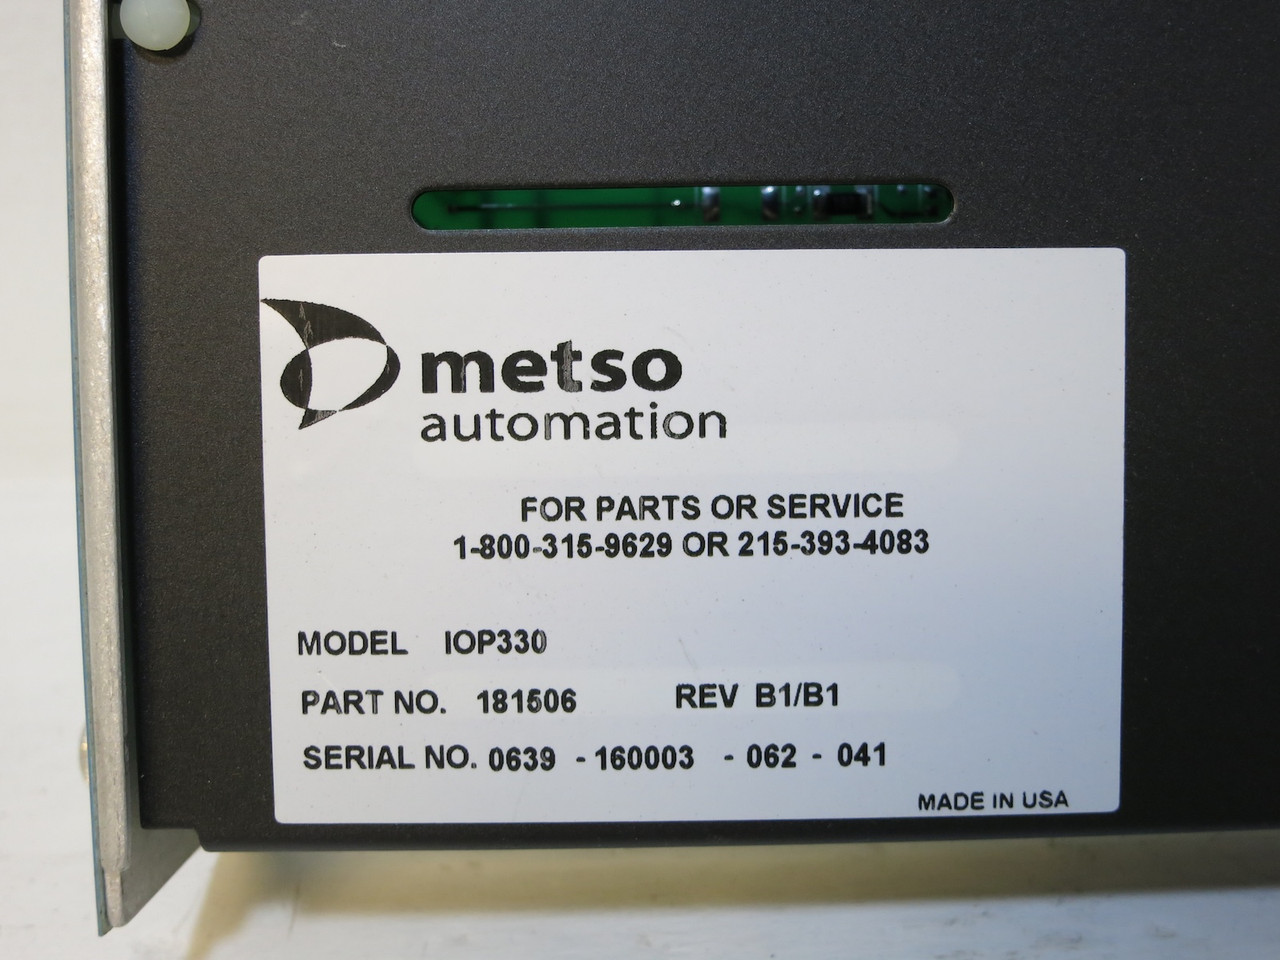 metso
automation
FOR PARTS OR SERVICE
1-800-315-9629 OR 215-393-4083
MODEL IOP330
PART NO. 181506 REV B1/B1
SERIAL NO. 0639 - 160003 - 062 - 041
MADE IN USA